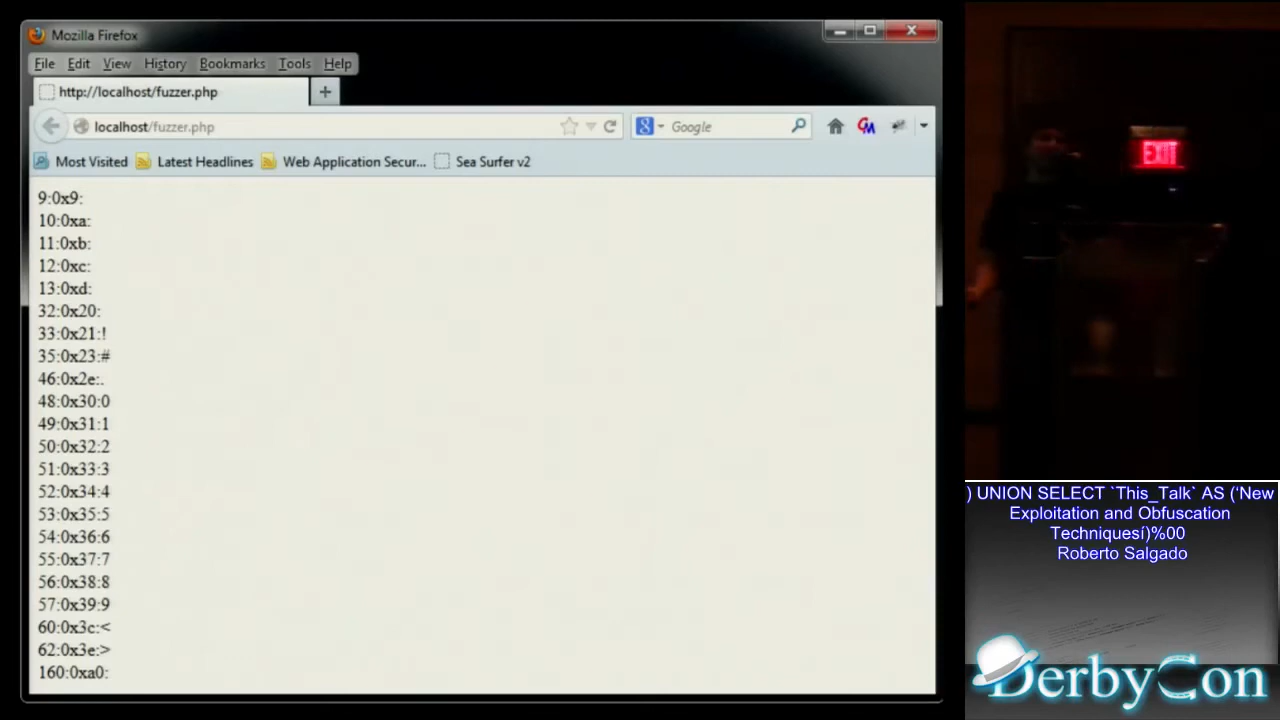 Mozilla Firefox
File Edit View History Bookmarks Tools Help
http://localhost/fuzzer.php +
localhost/fuzzer.php Google
Most Visited Latest Headlines Web Application Secur... Sea Surfer v2
9:0x9:
10:0xa:
11:0xb:
12:0xc:
13:0xd:
32:0x20:
33:0x21:!
35:0x23:#
46:0x2e:.
48:0x30:0
49:0x31:1
50:0x32:2
51:0x33:3
52:0x34:4
53:0x35:5
54:0x36:6
55:0x37:7
56:0x38:8
57:0x39:9
60:0x3c:<
62:0x3e:>
160:0xa0:
EXIT
) UNION SELECT `This_Talk` AS (‘New
Exploitation and Obfuscation
Techniquesí)%00
Roberto Salgado
DerbyCon